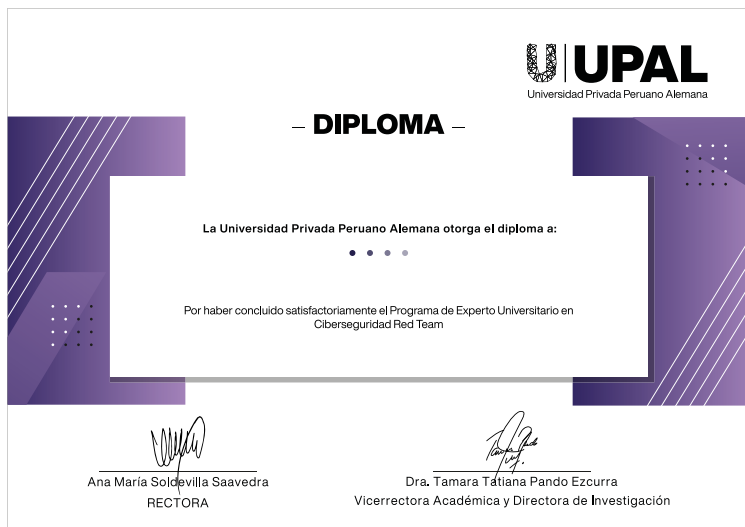 UPAL
Universidad Privada Peruano Alemana
– DIPLOMA –
La Universidad Privada Peruano Alemana otorga el diploma a:
Por haber concluido satisfactoriamente el Programa de Experto Universitario en
Ciberseguridad Red Team
Ana María Soldevilla Saavedra
RECTORA
Dra. Tamara Tatiana Pando Ezcurra
Vicerrectora Académica y Directora de Investigación